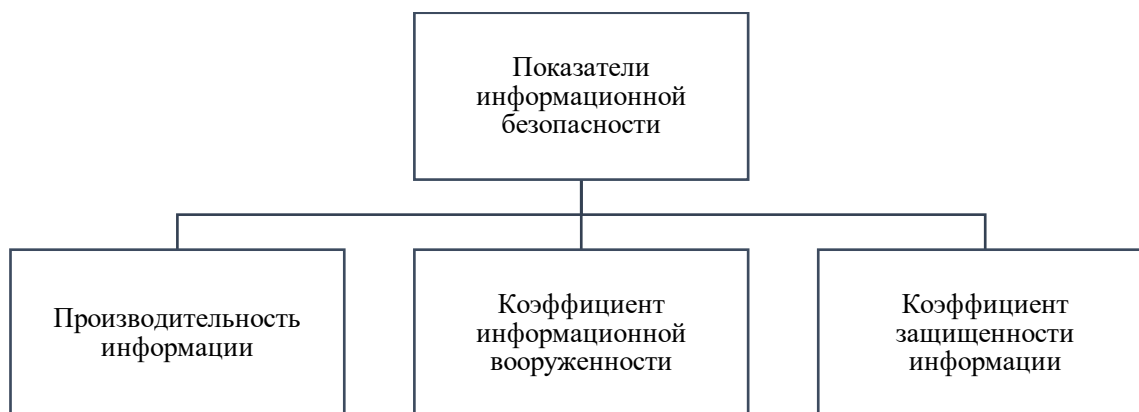 Показатели
информационной
безопасности
Производительность
информации
Коэффициент
информационной
вооруженности
Коэффициент
защищенности
информации